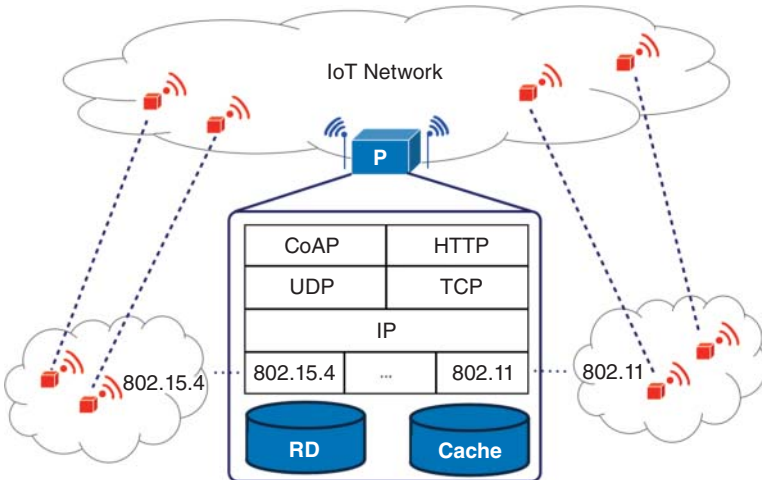 IoT Network
P
CoAP HTTP
UDP TCP
IP
802.15.4 802.15.4 ... 802.11 802.11
RD Cache